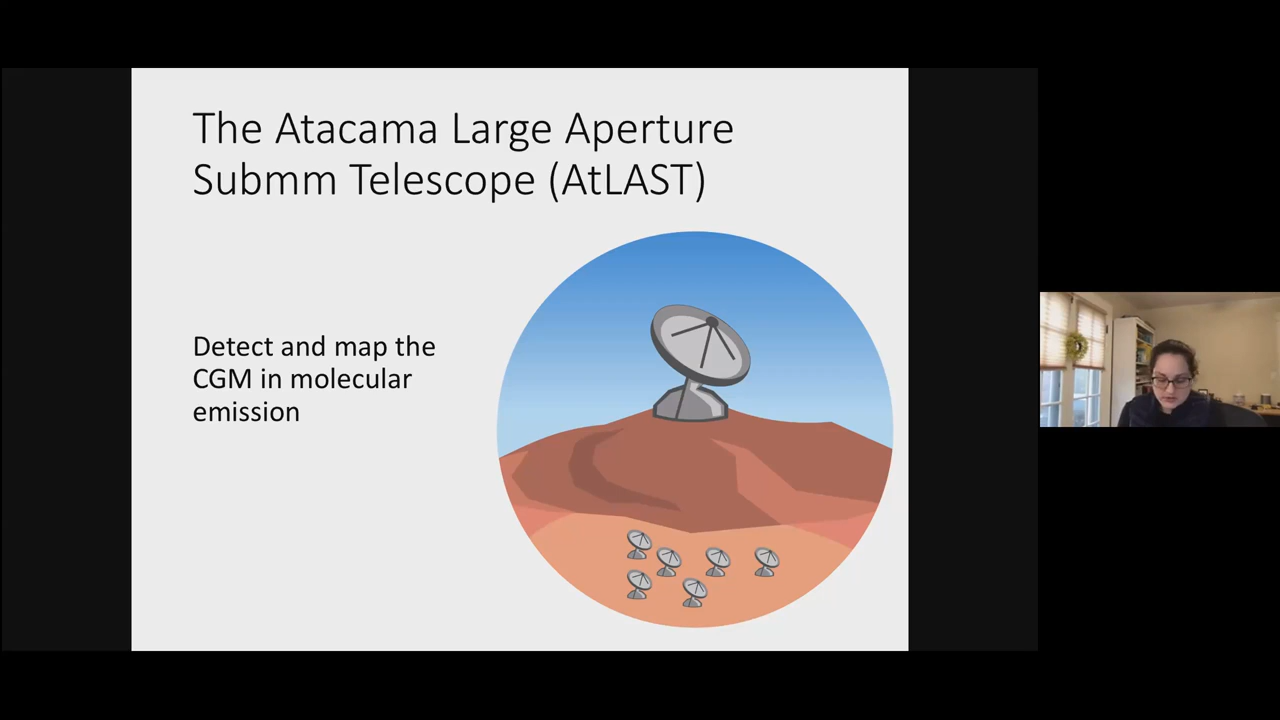 The Atacama Large Aperture
Submm Telescope (AtLAST)
Detect and map the
CGM in molecular
emission